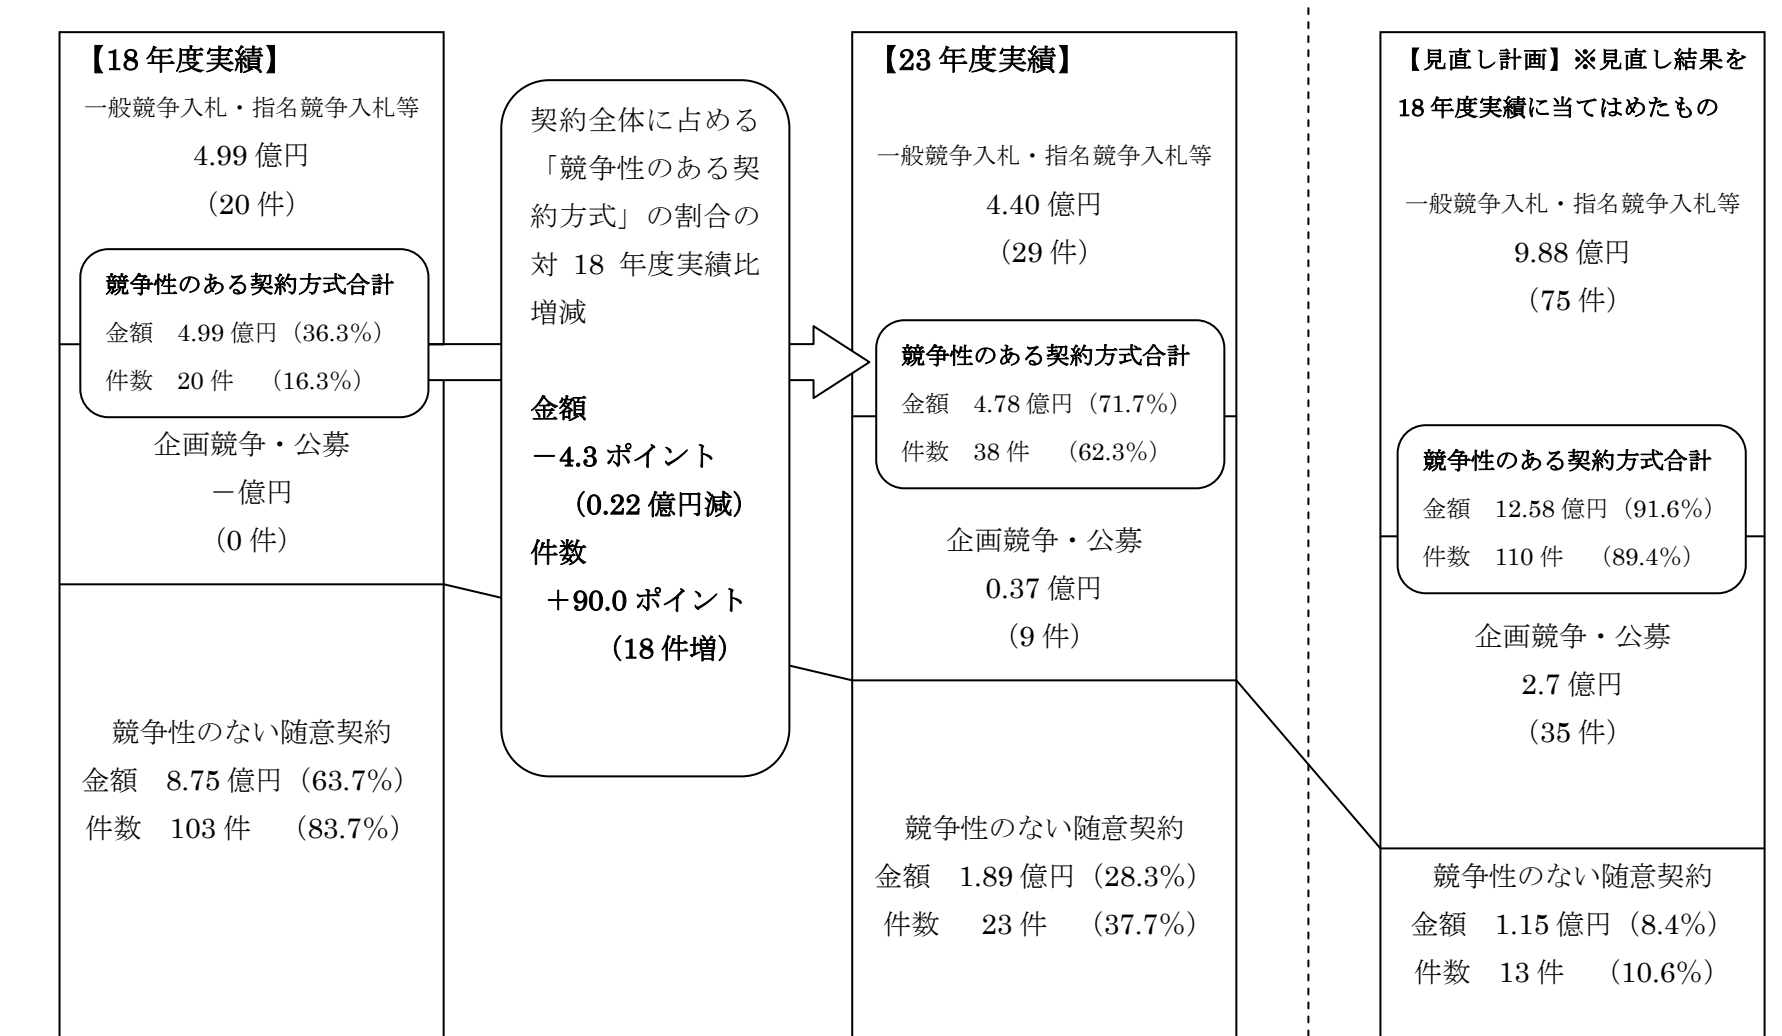 【18 年度実績】
一般競争入札・指名競争入札等
4.99 億円
（20 件）
競争性のある契約方式合計
金額　4.99 億円（36.3%）
件数　20 件　（16.3%）
企画競争・公募
－億円
（0 件）
競争性のない随意契約
金額　8.75 億円（63.7%）
件数　103 件　（83.7%）
契約全体に占める
「競争性のある契
約方式」の割合の
対 18 年度実績比
増減
金額
－4.3 ポイント
（0.22 億円減）
件数
＋90.0 ポイント
（18 件増）
【23 年度実績】
一般競争入札・指名競争入札等
4.40 億円
（29 件）
競争性のある契約方式合計
金額　4.78 億円（71.7%）
件数　38 件　（62.3%）
企画競争・公募
0.37 億円
（9 件）
競争性のない随意契約
金額　1.89 億円（28.3%）
件数　23 件　（37.7%）
【見直し計画】※見直し結果を
18 年度実績に当てはめたもの
一般競争入札・指名競争入札等
9.88 億円
（75 件）
競争性のある契約方式合計
金額　12.58 億円（91.6%）
件数　110 件　（89.4%）
企画競争・公募
2.7 億円
（35 件）
競争性のない随意契約
金額　1.15 億円（8.4%）
件数　13 件　（10.6%）